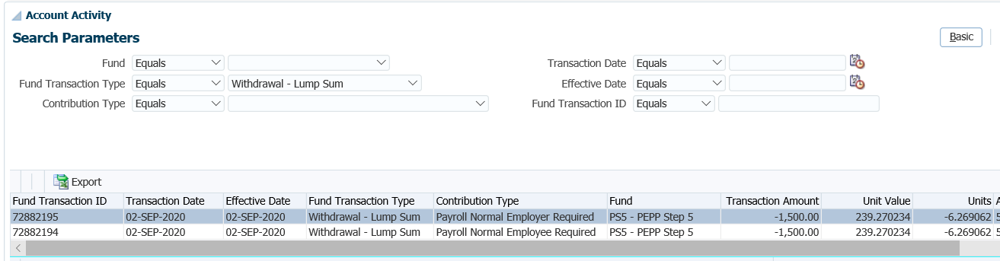 Account Activity
Search Parameters
Basic
Fund Equals Transaction Date Equals
Fund Transaction Type Equals Withdrawal - Lump Sum Effective Date Equals
Contribution Type Equals Fund Transaction ID Equals
Export
Fund Transaction ID Transaction Date Effective Date Fund Transaction Type Contribution Type Fund Transaction Amount Unit Value Units
72882195 02-SEP-2020 02-SEP-2020 Withdrawal - Lump Sum Payroll Normal Employer Required PS5 - PEPP Step 5 -1,500.00 239.270234 -6.269062
72882194 02-SEP-2020 02-SEP-2020 Withdrawal - Lump Sum Payroll Normal Employee Required PS5 - PEPP Step 5 -1,500.00 239.270234 -6.269062